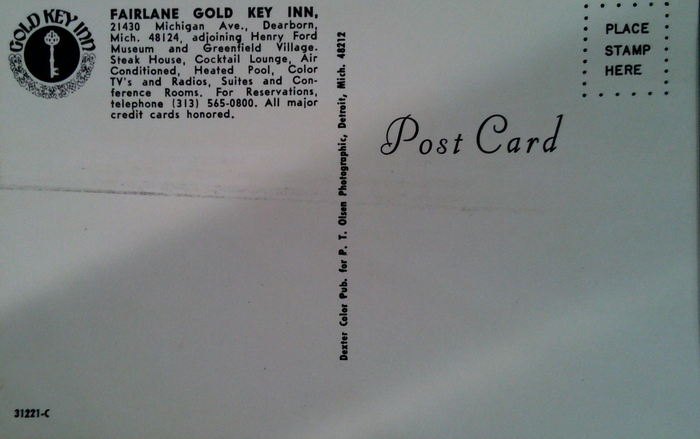 GOLD KEY INN
FAIRLANE GOLD KEY INN,
21430 Michigan Ave., Dearborn,
Mich. 48124, adjoining Henry Ford
Museum and Greenfield Village.
Steak House, Cocktail Lounge, Air
Conditioned, Heated Pool, Color
TV's and Radios, Suites and Con-
ference Rooms. For Reservations,
telephone (313) 565-0800. All major
credit cards honored.
Dexter Color Pub. for P. T. Olsen Photographic, Detroit, Mich. 48212
PLACE
STAMP
HERE
Post Card
31221-C